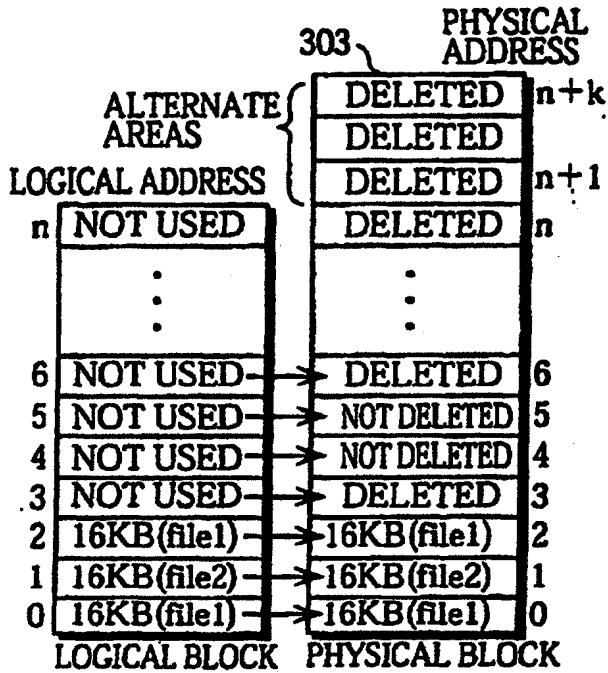 PHYSICAL
ADDRESS
303
ALTERNATE
AREAS
DELETED n+k
DELETED
DELETED n+1
LOGICAL ADDRESS
n NOT USED DELETED n
6 NOT USED DELETED 6
5 NOT USED NOT DELETED 5
4 NOT USED NOT DELETED 4
3 NOT USED DELETED 3
2 16KB(file1) 16KB(file1) 2
1 16KB(file2) 16KB(file2) 1
0 16KB(file1) 16KB(file1) 0
LOGICAL BLOCK PHYSICAL BLOCK